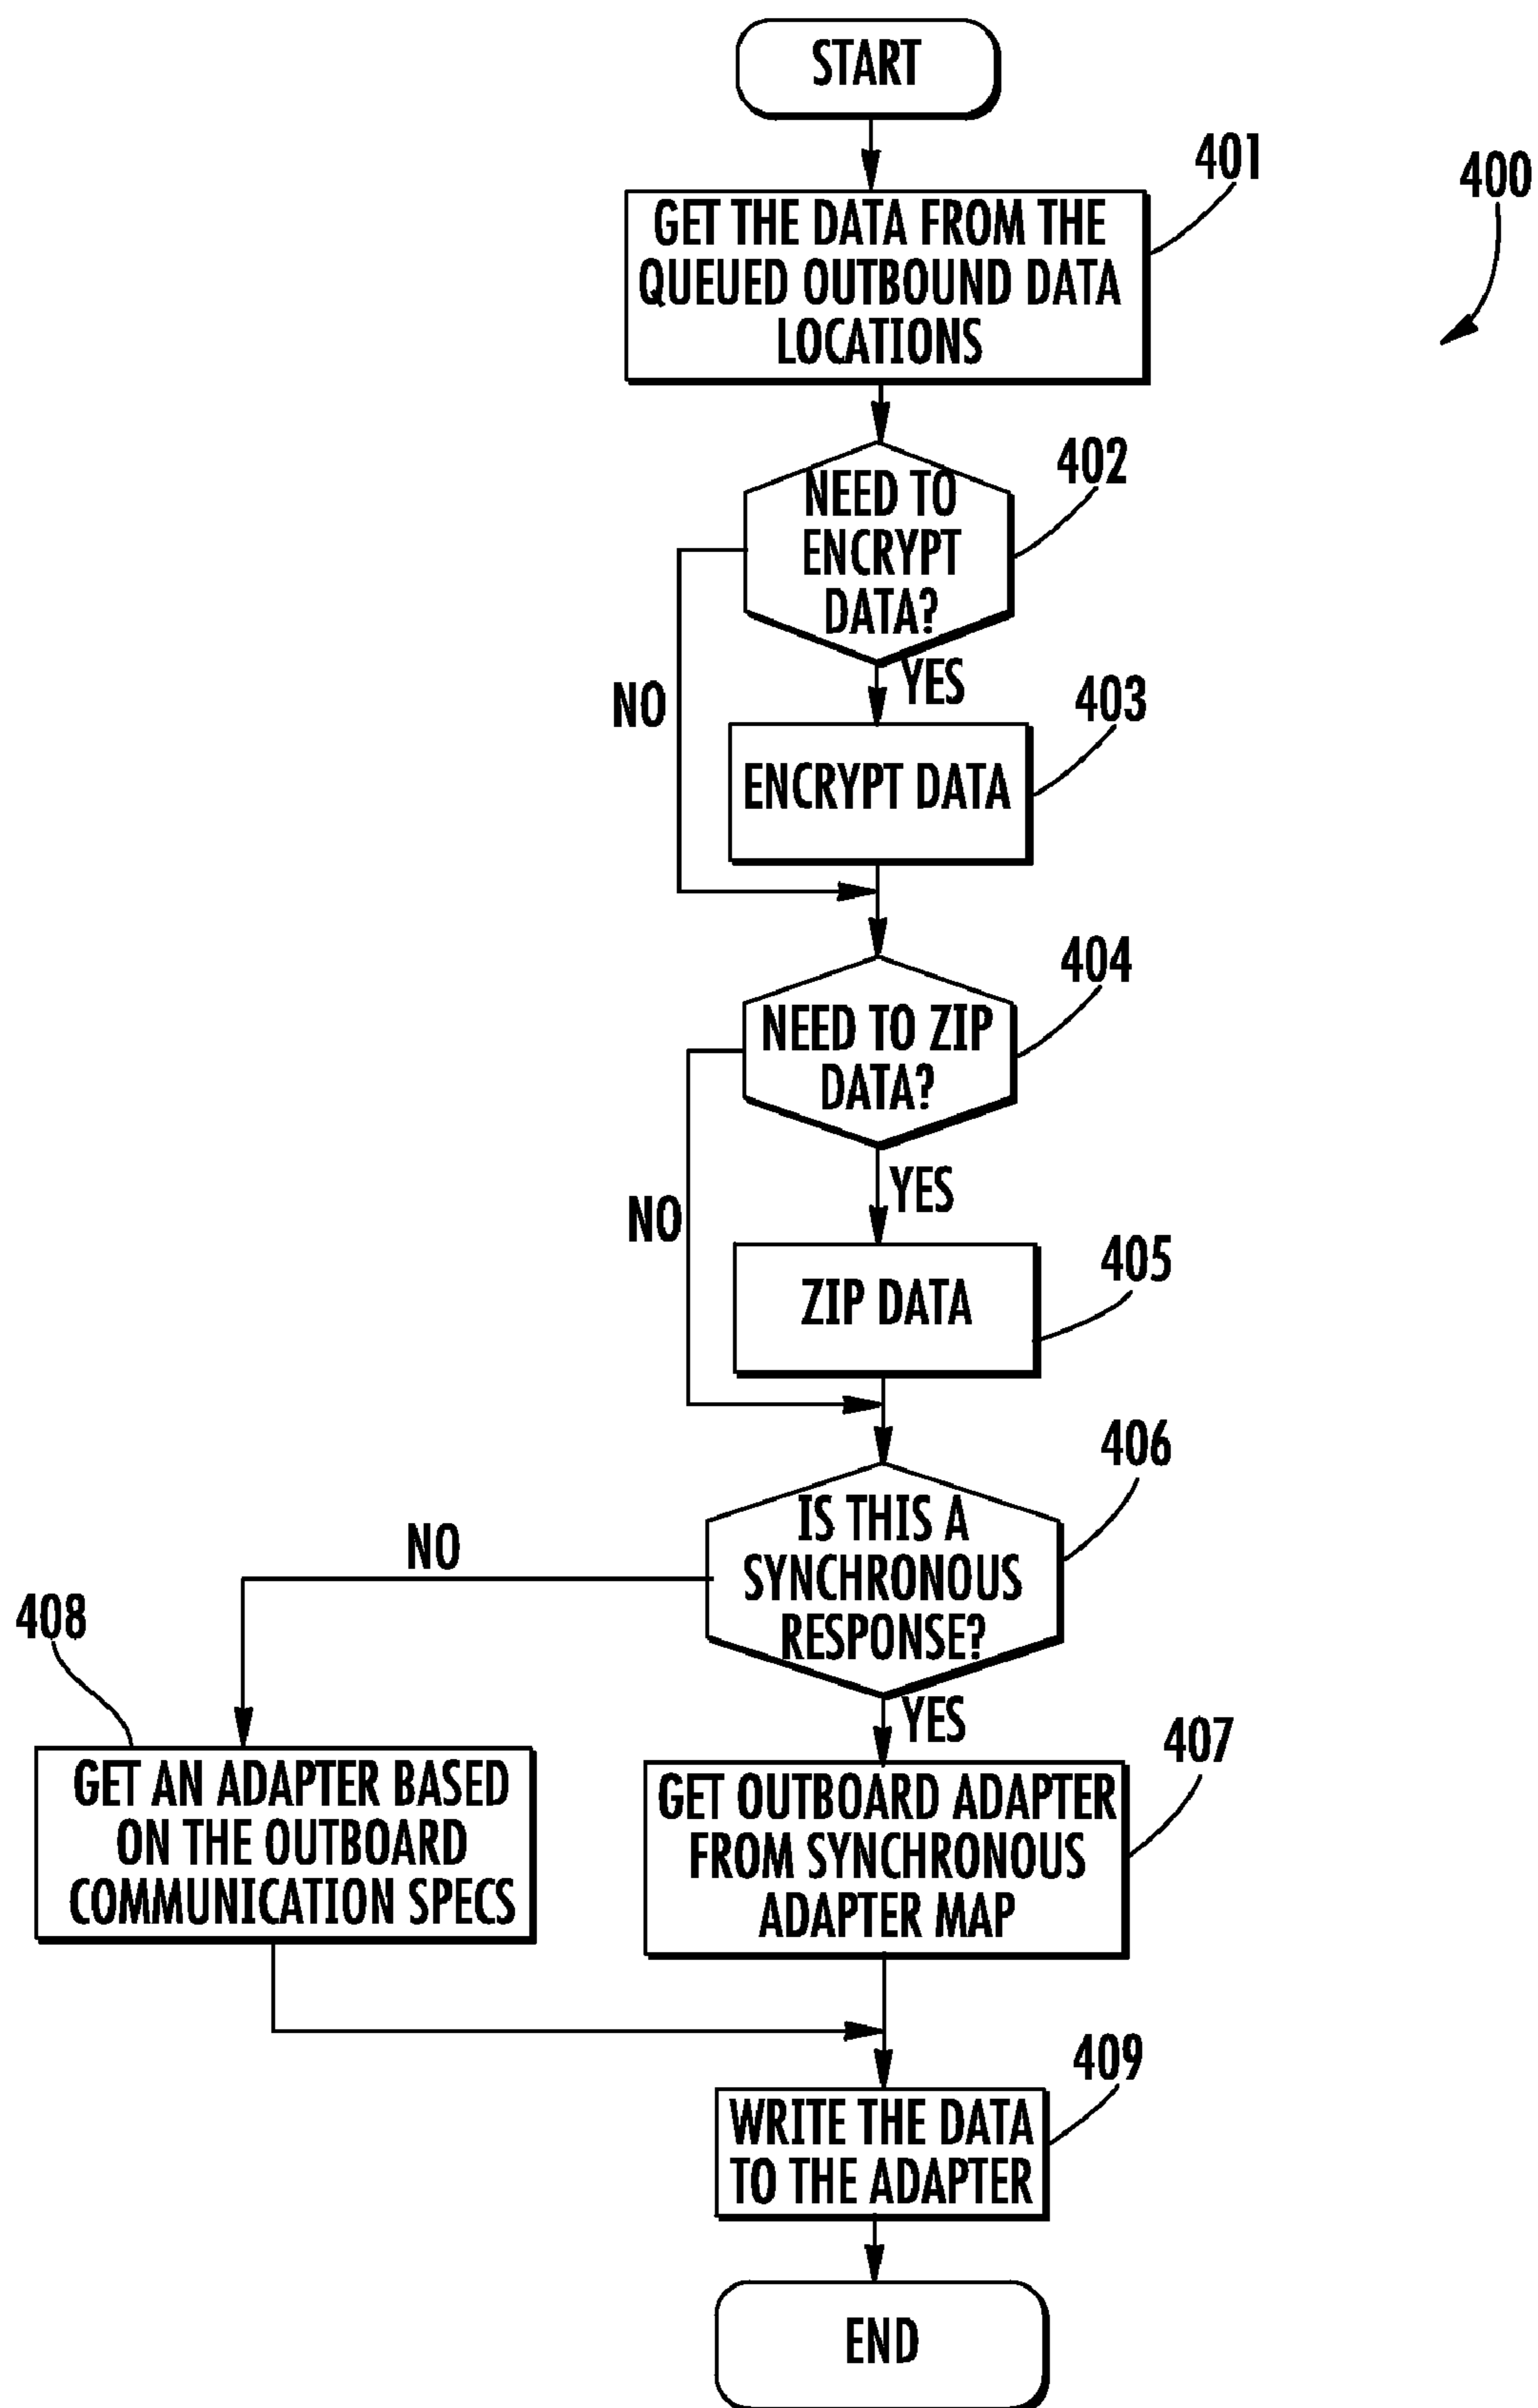 START
401
400
GET THE DATA FROM THE
QUEUED OUTBOUND DATA
LOCATIONS
402
NEED TO
ENCRYPT
DATA?
YES
NO
403
ENCRYPT DATA
404
NEED TO ZIP
DATA?
YES
NO
405
ZIP DATA
406
IS THIS A
SYNCHRONOUS
RESPONSE?
NO
YES
408
GET AN ADAPTER BASED
ON THE OUTBOARD
COMMUNICATION SPECS
407
GET OUTBOARD ADAPTER
FROM SYNCHRONOUS
ADAPTER MAP
409
WRITE THE DATA
TO THE ADAPTER
END